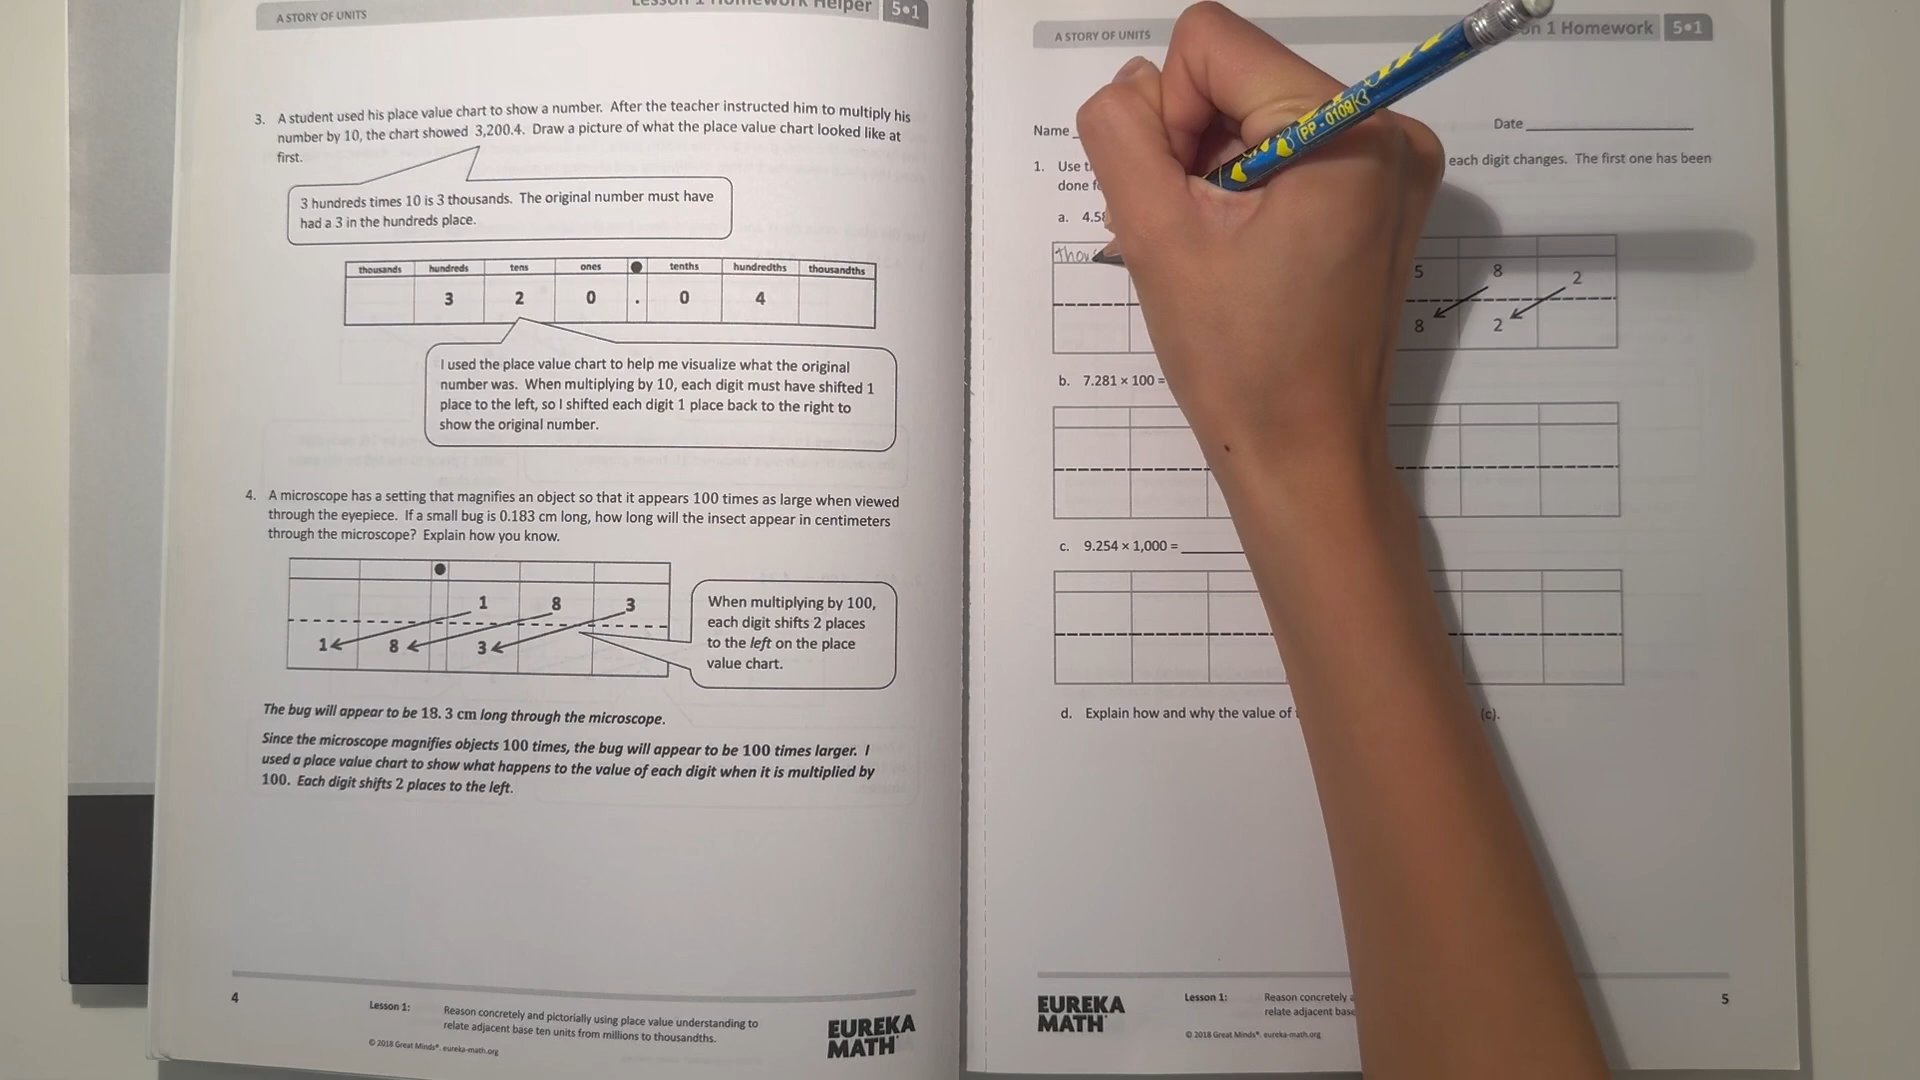 A STORY OF UNITS
Lesson 1 Homework Helper 5•1
3. A student used his place value chart to show a number. After the teacher instructed him to multiply his
number by 10, the chart showed 3,200.4. Draw a picture of what the place value chart looked like at
first.
3 hundreds times 10 is 3 thousands. The original number must have
had a 3 in the hundreds place.
thousands hundreds tens ones tenths hundredths thousandths
3 2 0 . 0 4
I used the place value chart to help me visualize what the original
number was. When multiplying by 10, each digit must have shifted 1
place to the left, so I shifted each digit 1 place back to the right to
show the original number.
4. A microscope has a setting that magnifies an object so that it appears 100 times as large when viewed
through the eyepiece. If a small bug is 0.183 cm long, how long will the insect appear in centimeters
through the microscope? Explain how you know.
1 8 3
1 8 3
When multiplying by 100,
each digit shifts 2 places
to the left on the place
value chart.
The bug will appear to be 18.3 cm long through the microscope.
Since the microscope magnifies objects 100 times, the bug will appear to be 100 times larger. I
used a place value chart to show what happens to the value of each digit when it is multiplied by
100. Each digit shifts 2 places to the left.
4
Lesson 1: Reason concretely and pictorially using place value understanding to
relate adjacent base ten units from millions to thousandths.
© 2018 Great Minds®. eureka-math.org
EUREKA
MATH
A STORY OF UNITS
1 Homework 5•1
Name
Date
PP-0109
1. Use each digit changes. The first one has been
done
a. 4.58
Thou
5 8 2
8 2
b. 7.281 × 100 =
c. 9.254 × 1,000 =
d. Explain how and why the value of (c).
EUREKA
MATH
Lesson 1: Reason concretely
relate adjacent base
© 2018 Great Minds®. eureka-math.org
5